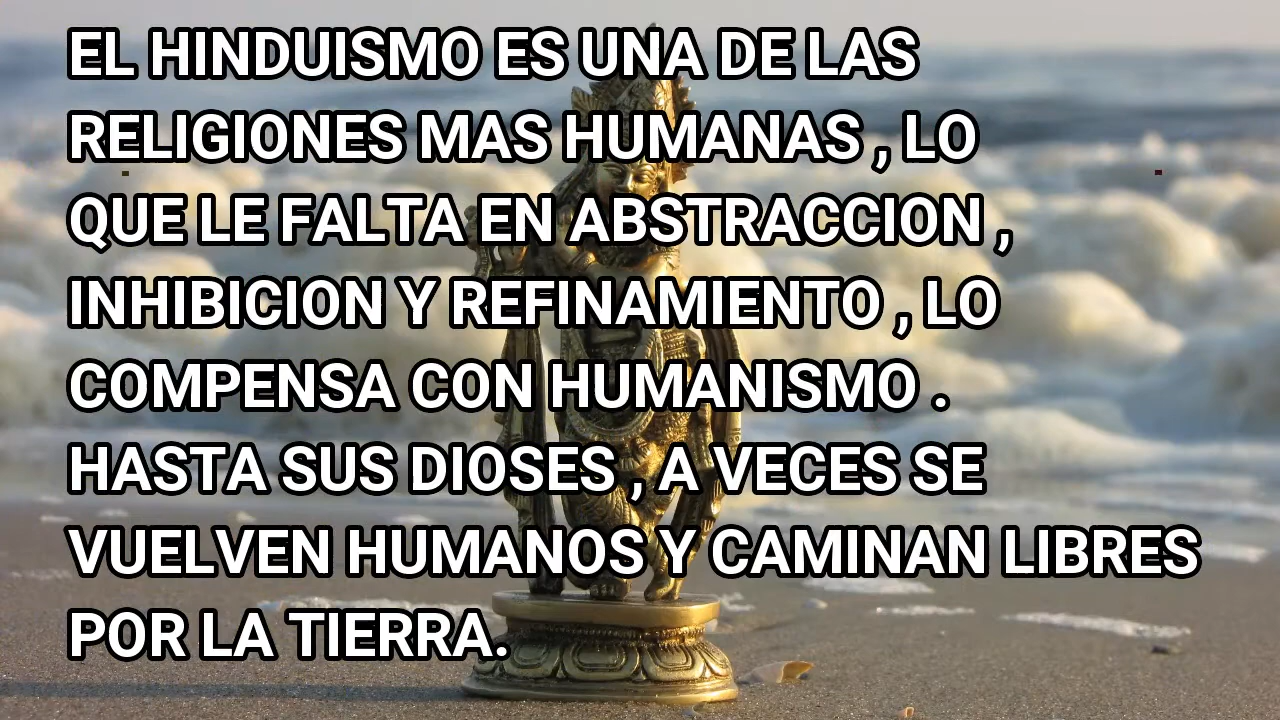 EL HINDUISMO ES UNA DE LAS
RELIGIONES MAS HUMANAS , LO
QUE LE FALTA EN ABSTRACCION ,
INHIBICION Y REFINAMIENTO , LO
COMPENSA CON HUMANISMO .
HASTA SUS DIOSES , A VECES SE
VUELVEN HUMANOS Y CAMINAN LIBRES
POR LA TIERRA.